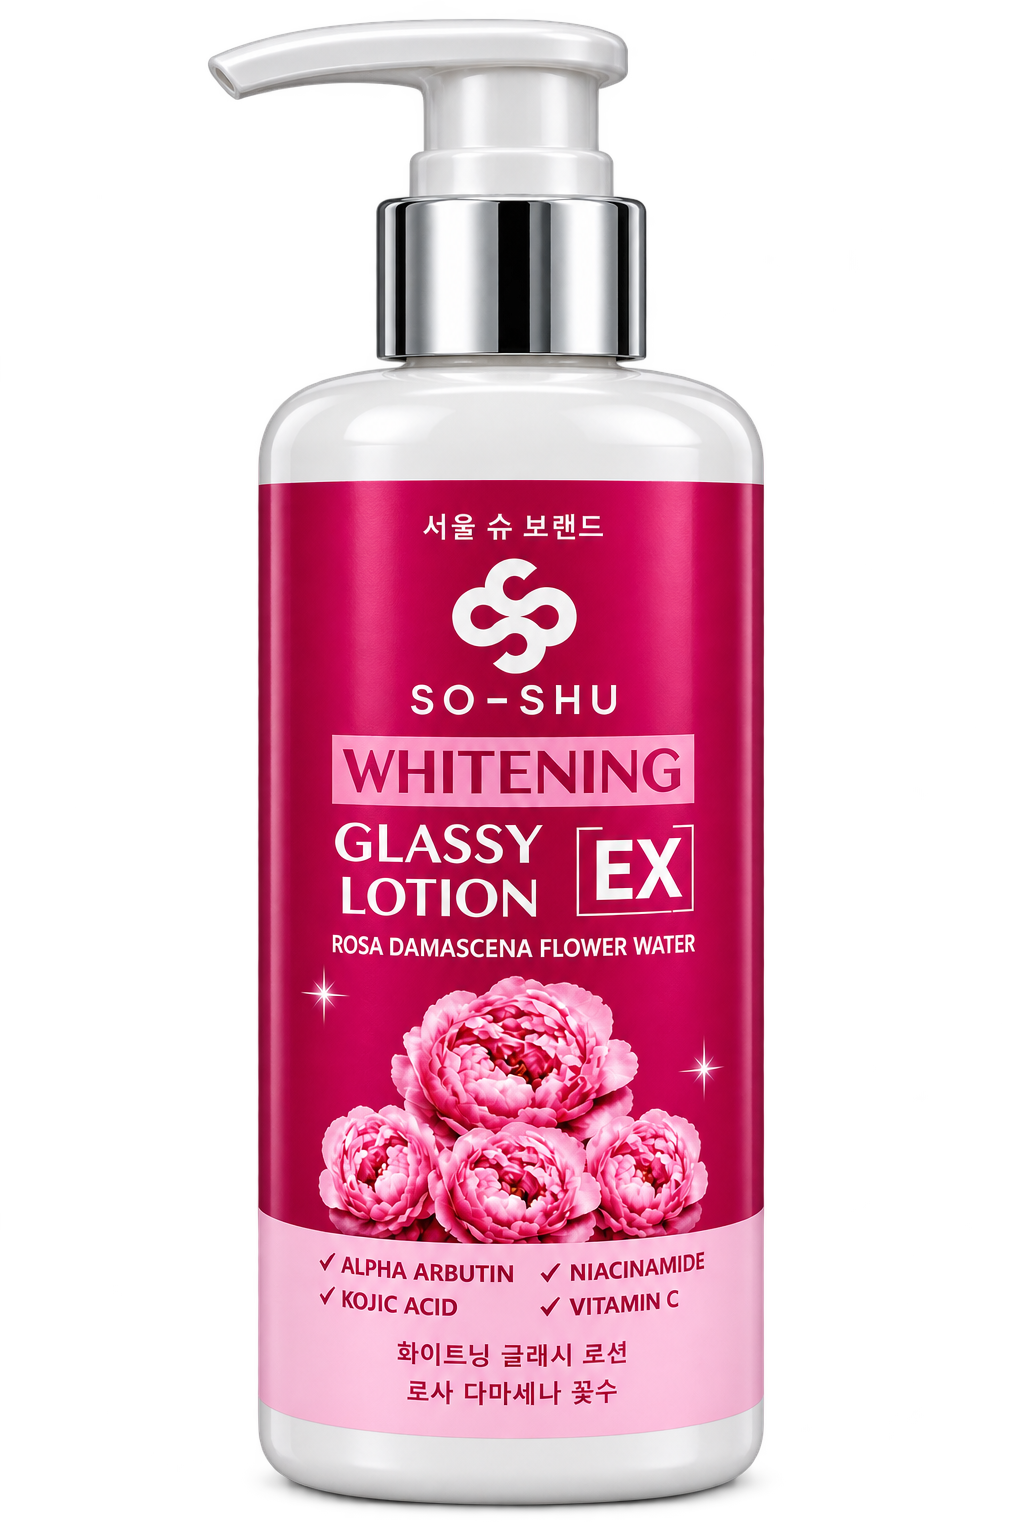 서울 슈 보랜드
SO-SHU
WHITENING
GLASSY
LOTION
EX
ROSA DAMASCENA FLOWER WATER
✓ ALPHA ARBUTIN ✓ NIACINAMIDE
✓ KOJIC ACID ✓ VITAMIN C
화이트닝 글래시 로션
로사 다마세나 꽃수